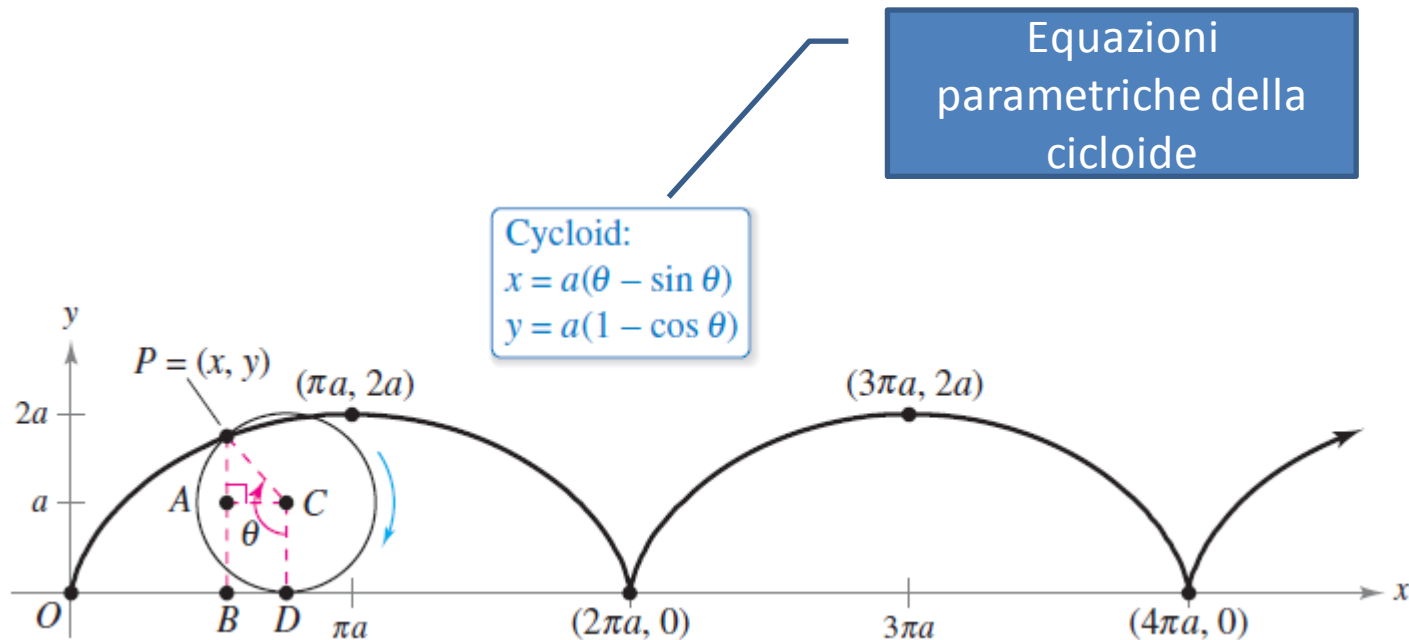 Equazioni
parametriche della
cicloide
Cycloid:
x = a(θ – sin θ)
y = a(1 – cos θ)
y
P = (x, y)
(πa, 2a)
(3πa, 2a)
2a
A
C
a
θ
x
O
B
D
πa
(2πa, 0)
3πa
(4πa, 0)